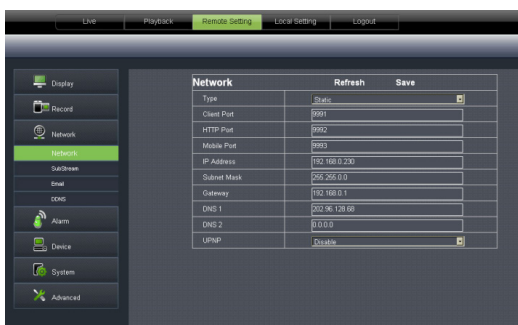 Live Playback Remote Setting Local Setting Logout
Display
Record
Network
Network
SubStream
Email
DDNS
Alarm
Device
System
Advanced
Network Refresh Save
Type Static
Client Port 9991
HTTP Port 9992
Mobile Port 9993
IP Address 192.168.0.230
Subnet Mask 255.255.0.0
Gateway 192.168.0.1
DNS 1 202.96.128.68
DNS 2 0.0.0.0
UPNP Disable